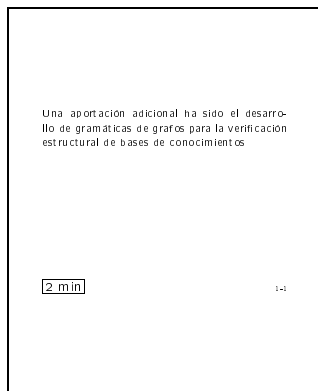 Una aportación adicional ha sido el desarro-
llo de gramáticas de grafos para la verificación
estructural de bases de conocimientos
2 min
1-1